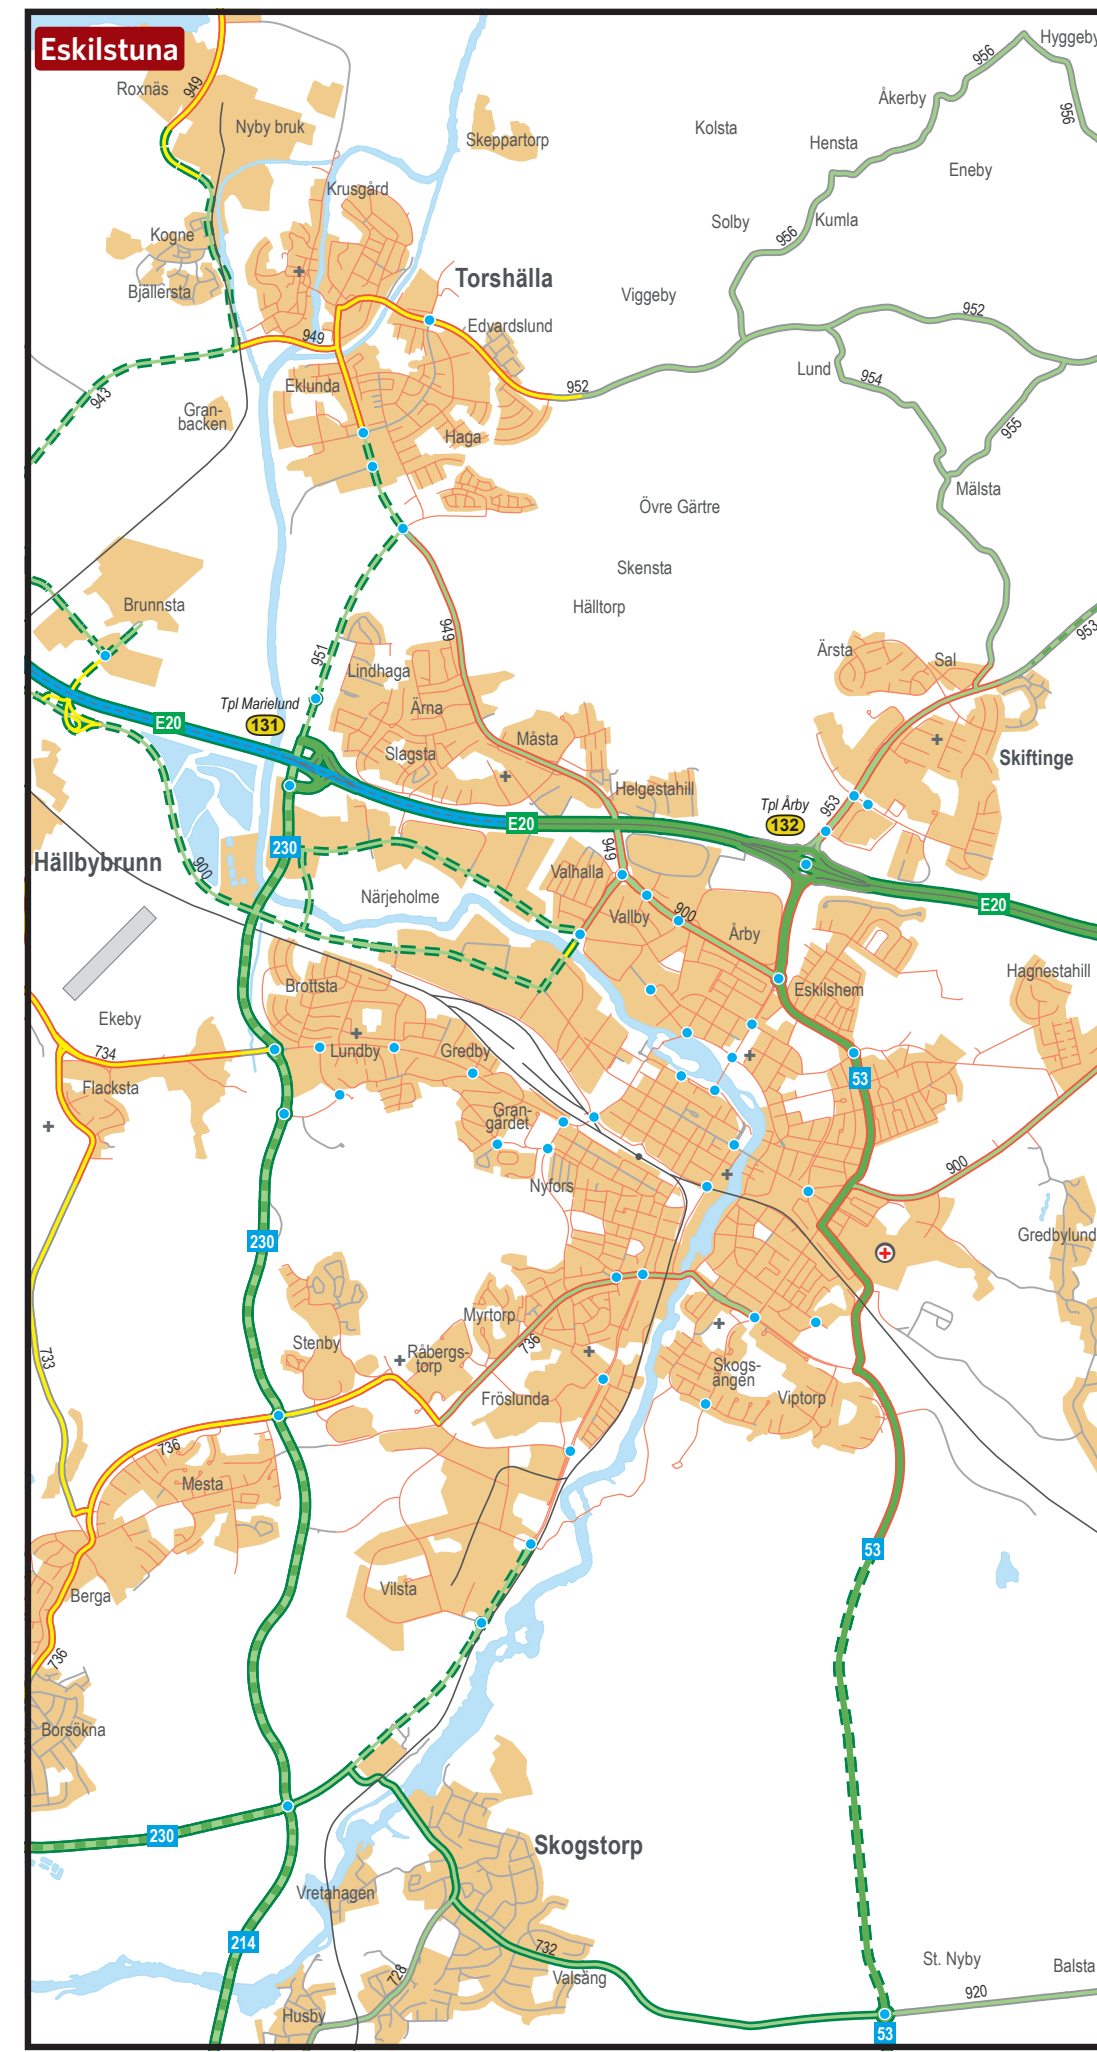 Eskilstuna
Hyggeby
956
Roxnäs
949
Åkerby
956
Nyby bruk
Kolsta
Skeppartorp
Hensta
Eneby
Krusgård
Solby
Kumla
956
Kogne
Torshälla
Bjällersta
Viggeby
952
949
Edvardslund
Lund
954
Eklunda
952
943
Gran-
backen
955
Haga
Mälsta
Övre Gärtre
Skensta
Brunnsta
Hälltorp
949
953
951
Ärsta
Sal
Lindhaga
Tpl Marielund
131
Ärna
E20
Måsta
Slagsta
Skiftinge
Helgestahill
Tpl Årby
132
953
E20
230
949
Hällbybrunn
900
Valhalla
Närjeholme
E20
Vallby
900
Årby
Hagnestahill
Brottsta
Eskilshem
Ekeby
734
Lundby
Gredby
53
Flacksta
Gran-
gärdet
900
Nyfors
230
Gredbylund
Myrtorp
Stenby
736
733
Råbergs-
torp
Skogs-
ängen
Fröslunda
Viptorp
736
Mesta
53
Vilsta
Berga
736
Borsökna
230
Skogstorp
Vretahagen
214
732
St. Nyby
Balsta
728
Valsäng
920
Husby
53